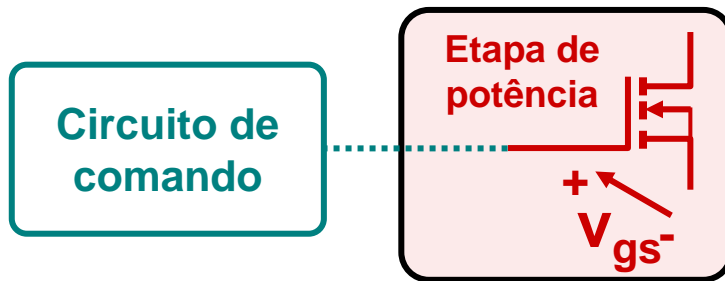 Circuito de
comando
Etapa de
potência
+
Vgs-